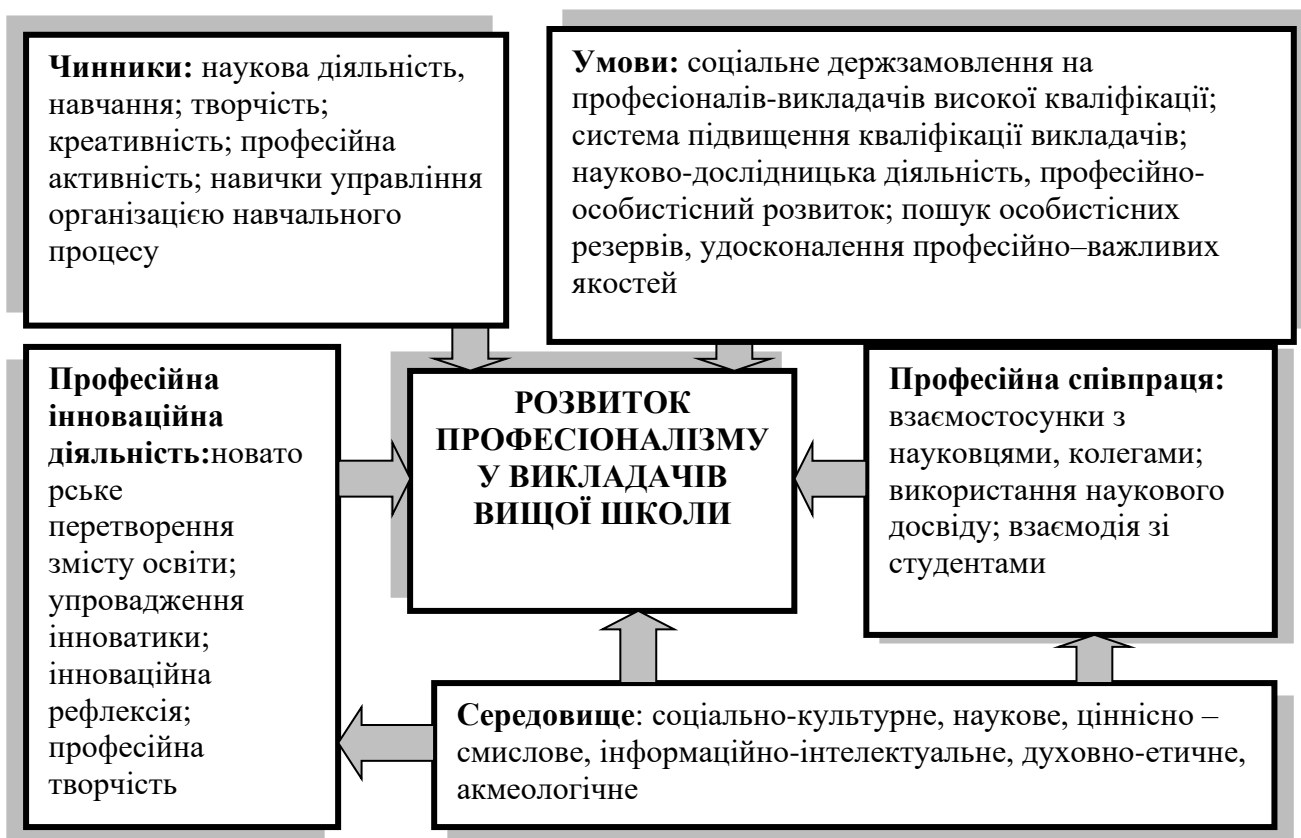 Чинники: наукова діяльність,
навчання; творчість;
креативність; професійна
активність; навички управління
організацією навчального
процесу
Умови: соціальне держзамовлення на
професіоналів-викладачів високої кваліфікації;
система підвищення кваліфікації викладачів;
науково-дослідницька діяльність, професійно-
особистісний розвиток; пошук особистісних
резервів, удосконалення професійно–важливих
якостей
Професійна
інноваційна
діяльність:новато
рське
перетворення
змісту освіти;
упровадження
інноватики;
інноваційна
рефлексія;
професійна
творчість
РОЗВИТОК
ПРОФЕСІОНАЛІЗМУ
У ВИКЛАДАЧІВ
ВИЩОЇ ШКОЛИ
Професійна співпраця:
взаємостосунки з
науковцями, колегами;
використання наукового
досвіду; взаємодія зі
студентами
Середовище: соціально-культурне, наукове, ціннісно –
смислове, інформаційно-інтелектуальне, духовно-етичне,
акмеологічне